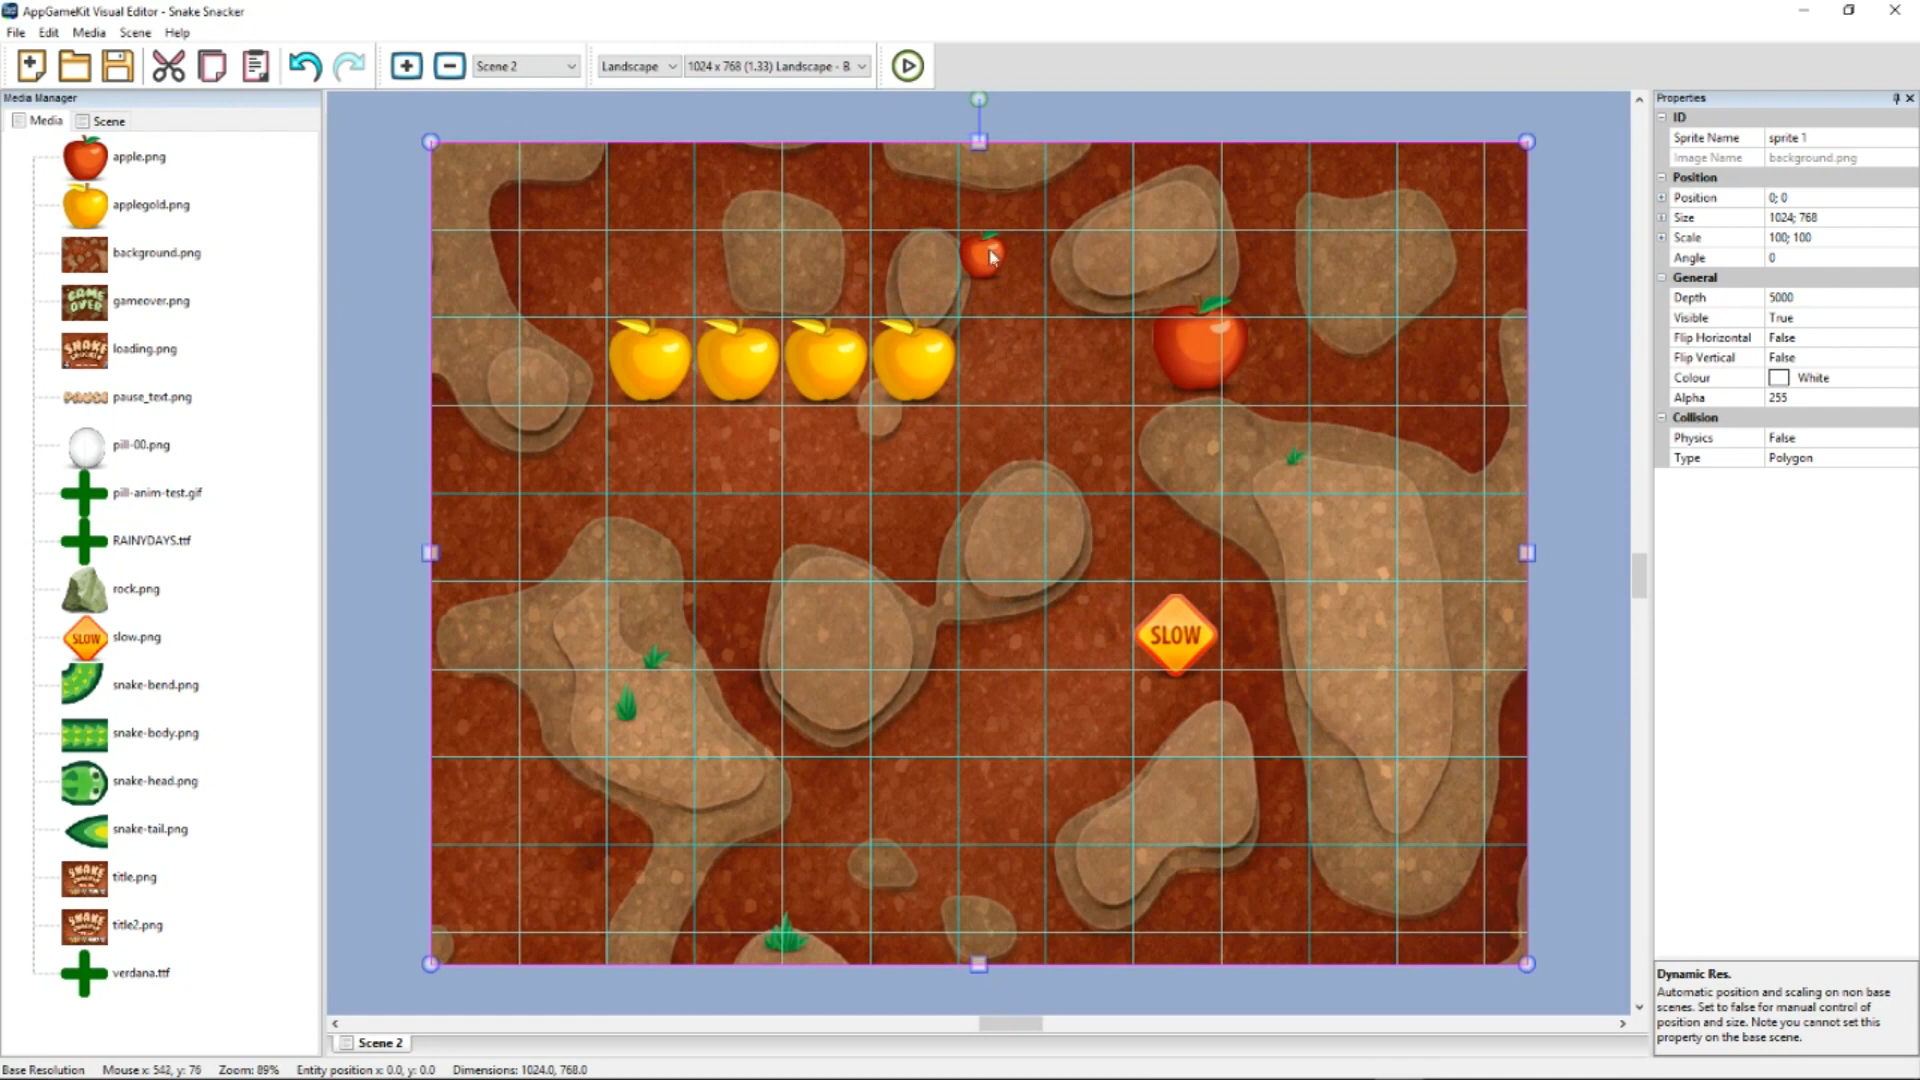 AppGameKit Visual Editor - Snake Snacker
File Edit Media Scene Help
Scene 2
Landscape
1024 x 768 (1.33) Landscape - B
Media Manager
Media Scene
apple.png
applegold.png
background.png
GAME OVER
gameover.png
SNAKE
loading.png
PAUSE
pause_text.png
pill-00.png
pill-anim-test.gif
RAINYDAYS.ttf
rock.png
SLOW
slow.png
snake-bend.png
snake-body.png
snake-head.png
snake-tail.png
SNAKE
title.png
SNAKE
title2.png
verdana.ttf
SLOW
Scene 2
Properties
ID
Sprite Name sprite 1
Image Name background.png
Position
Position 0; 0
Size 1024; 768
Scale 100; 100
Angle 0
General
Depth 5000
Visible True
Flip Horizontal False
Flip Vertical False
Colour White
Alpha 255
Collision
Physics False
Type Polygon
Dynamic Res.
Automatic position and scaling on non base
scenes. Set to false for manual control of
position and size. Note you cannot set this
property on the base scene.
Base Resolution Mouse x: 542, y: 76 Zoom: 89% Entity position x: 0.0, y: 0.0 Dimensions: 1024.0, 768.0